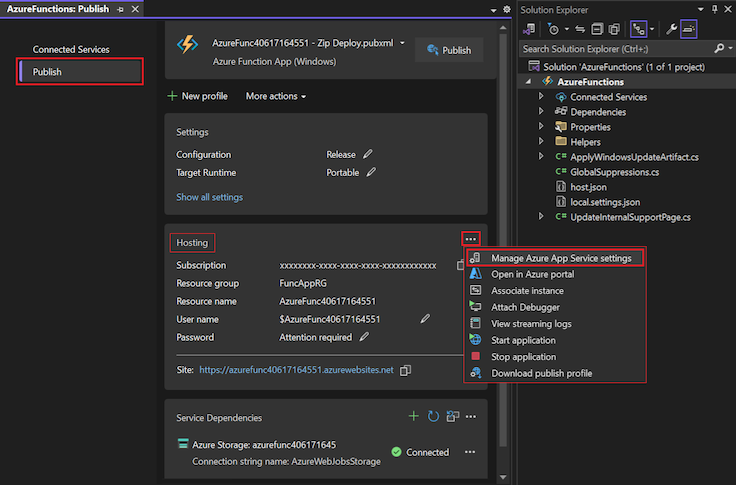 AzureFunctions: Publish
Connected Services
Publish
AzureFunc40617164551 - Zip Deploy.pubxml
Azure Function App (Windows)
Publish
New profile
More actions
Settings
Configuration
Release
Target Runtime
Portable
Show all settings
Hosting
Subscription
xxxxxxxx-xxxx-xxxx-xxxx-xxxxxxxxxxxx
Resource group
FuncAppRG
Resource name
AzureFunc40617164551
User name
$AzureFunc40617164551
Password
Attention required
Site: https://azurefunc40617164551.azurewebsites.net
Manage Azure App Service settings
Open in Azure portal
Associate instance
Attach Debugger
View streaming logs
Start application
Stop application
Download publish profile
Service Dependencies
Azure Storage: azurefunc406171645
Connection string name: AzureWebJobsStorage
Connected
Solution Explorer
Search Solution Explorer (Ctrl+;)
Solution 'AzureFunctions' (1 of 1 project)
AzureFunctions
Connected Services
Dependencies
Properties
Helpers
C# ApplyWindowsUpdateArtifact.cs
C# GlobalSuppressions.cs
host.json
local.settings.json
C# UpdateInternalSupportPage.cs